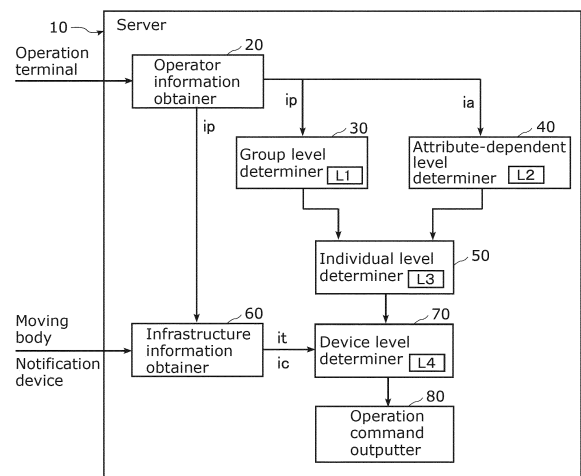 10
Server
Operation
terminal
20
Operator
information
obtainer
ip
ip
ia
30
Group level
determiner L1
40
Attribute-dependent
level
determiner L2
50
Individual level
determiner L3
60
Infrastructure
information
obtainer
Moving
body
Notification
device
it
ic
70
Device level
determiner L4
80
Operation
command
outputter